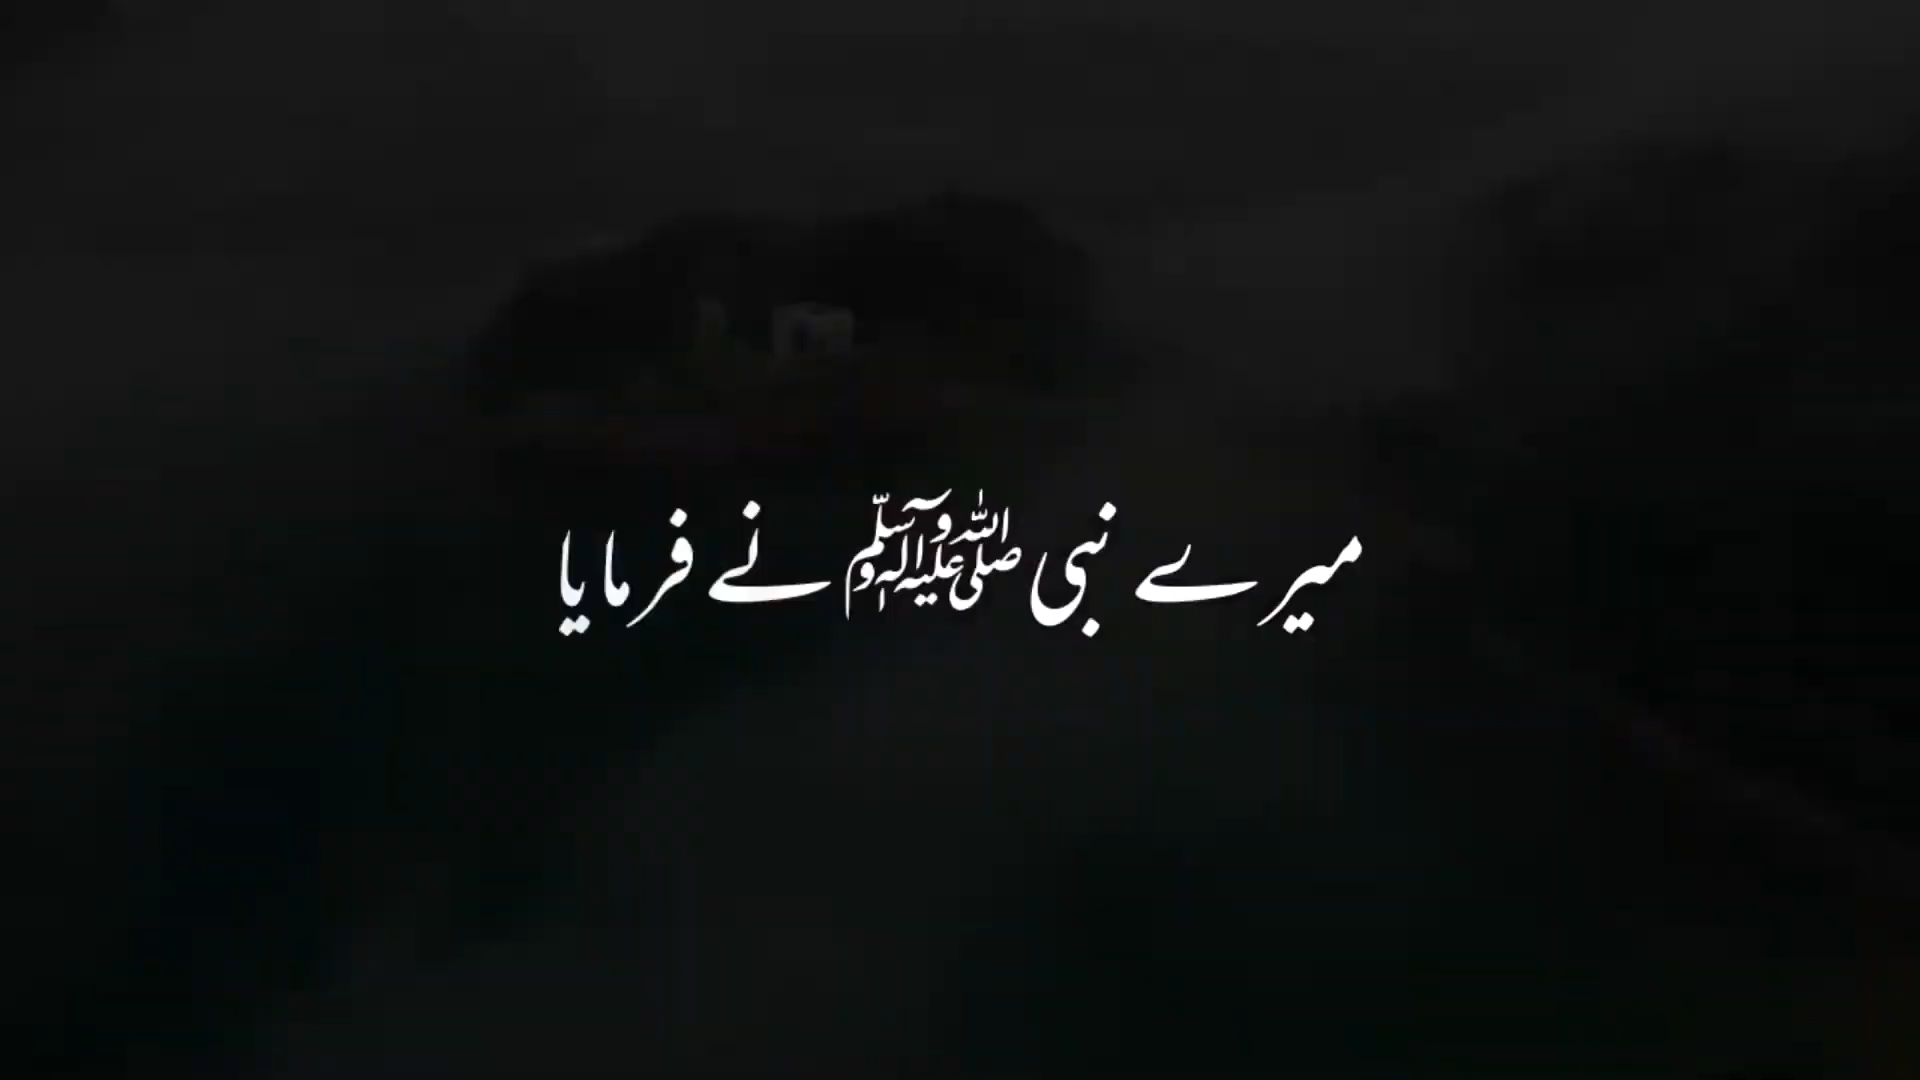 میرے نبی صلی اللہ علیہ وآلہ وسلم نے فرمایا